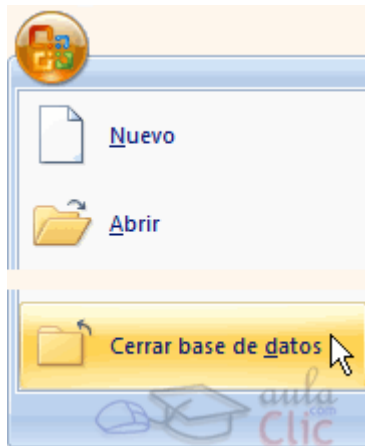 Nuevo
Abrir
Cerrar base de datos
aula
.com
Clic